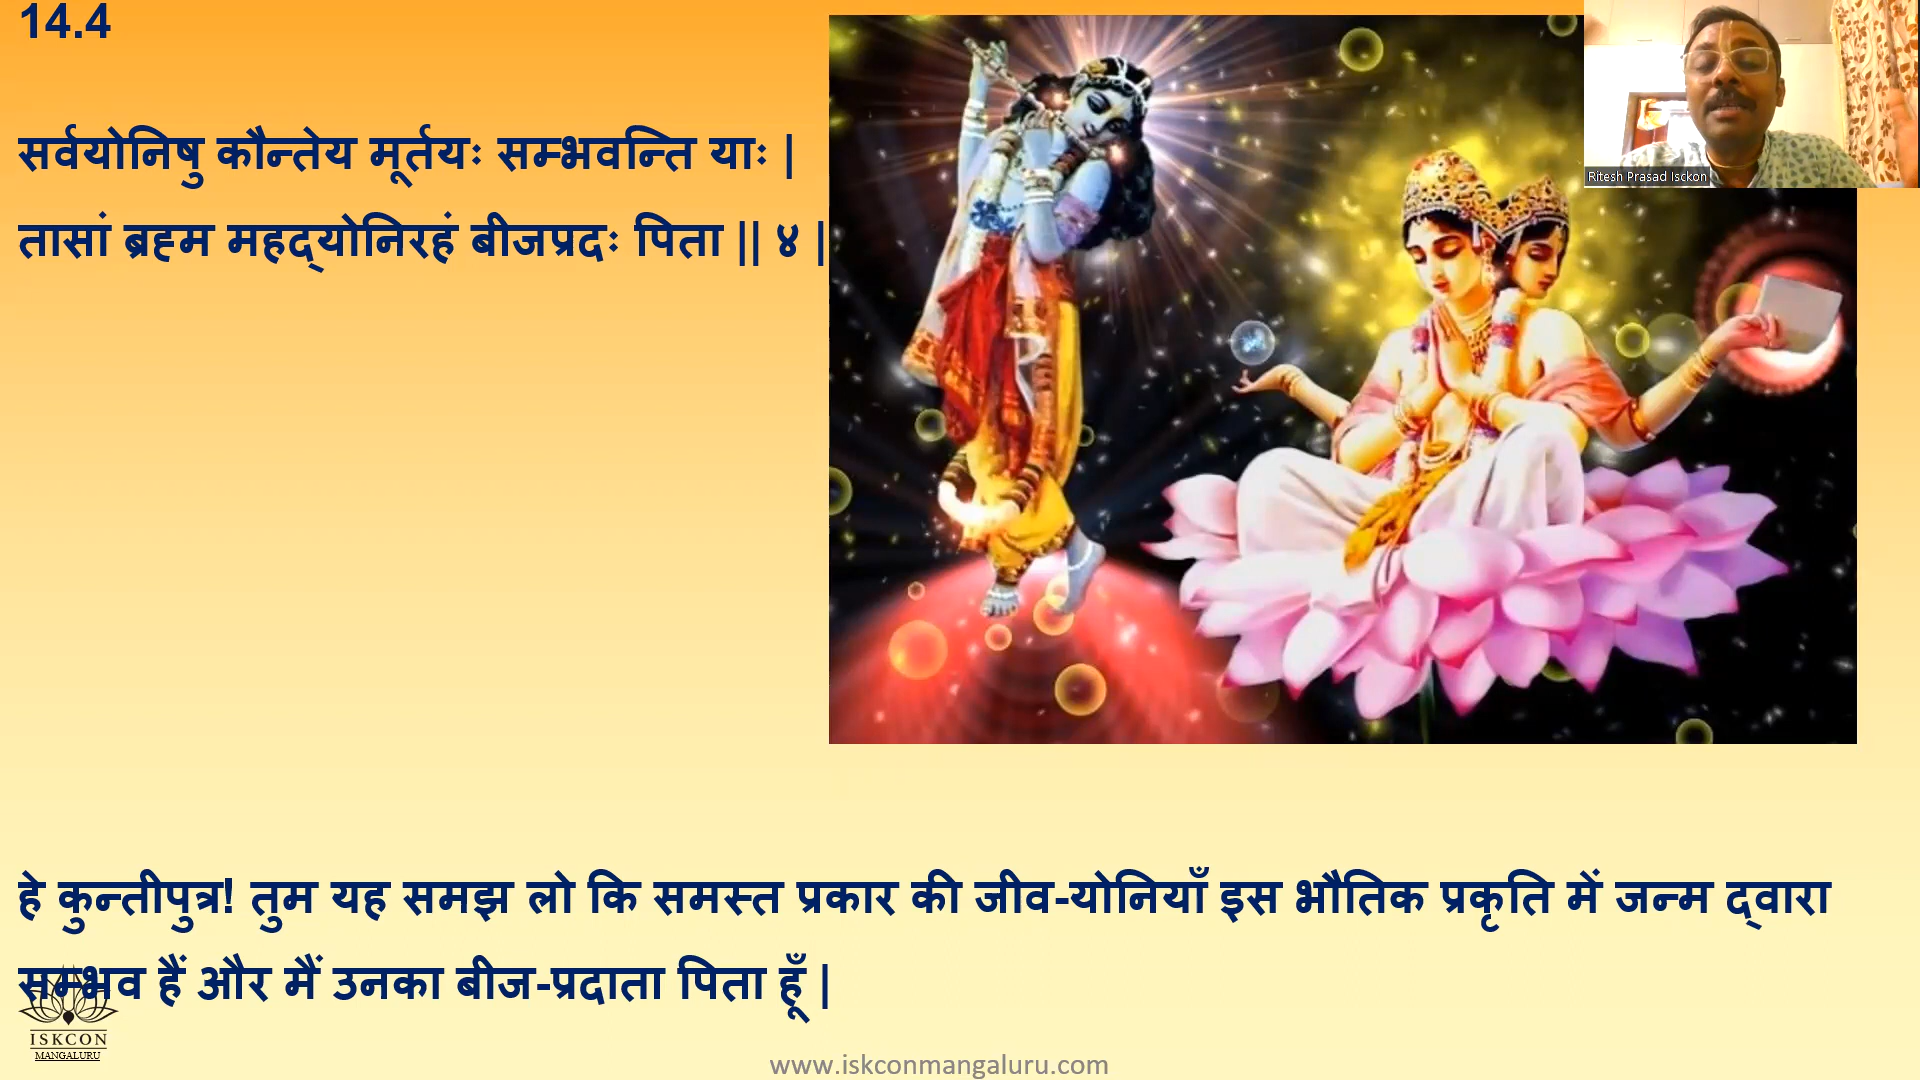 14.4
सर्वयोनिषु कौन्तेय मूर्तयः सम्भवन्ति याः |
तासां ब्रह्म महद्योनिरहं बीजप्रदः पिता || ४ |
Ritesh Prasad Isckon
हे कुन्तीपुत्र! तुम यह समझ लो कि समस्त प्रकार की जीव-योनियाँ इस भौतिक प्रकृति में जन्म द्वारा
सम्भव हैं और मैं उनका बीज-प्रदाता पिता हूँ |
ISKCON
MANGALURU
www.iskconmangaluru.com